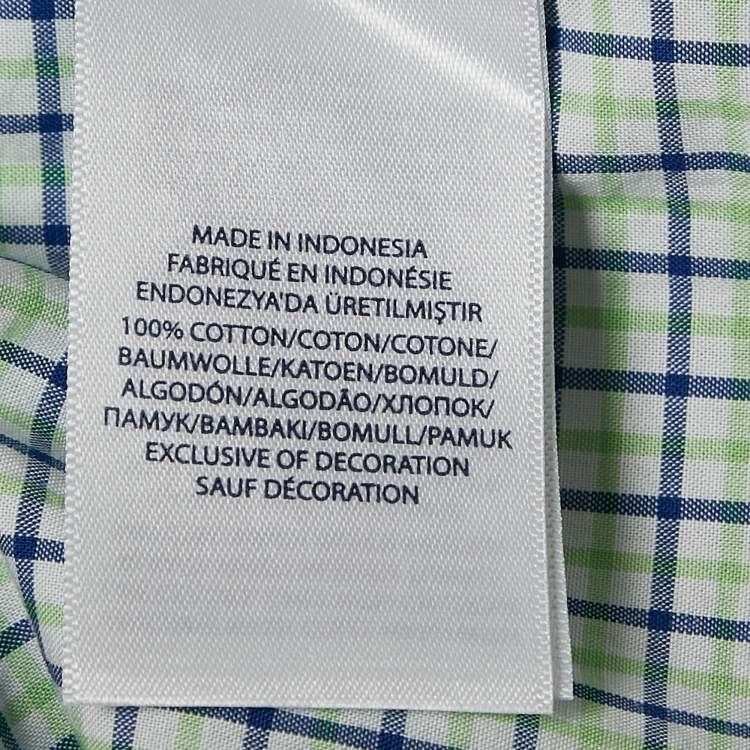 MADE IN INDONESIA
FABRIQUÉ EN INDONÉSIE
ENDONEZYA'DA ÜRETILMIŞTIR
100% COTTON/COTON/COTONE/
BAUMWOLLE/KATOEN/BOMULD/
ALGODÓN/ALGODÃO/ХЛОПОК/
ПАМУК/BAMBAKI/BOMULL/PAMUK
EXCLUSIVE OF DECORATION
SAUF DÉCORATION